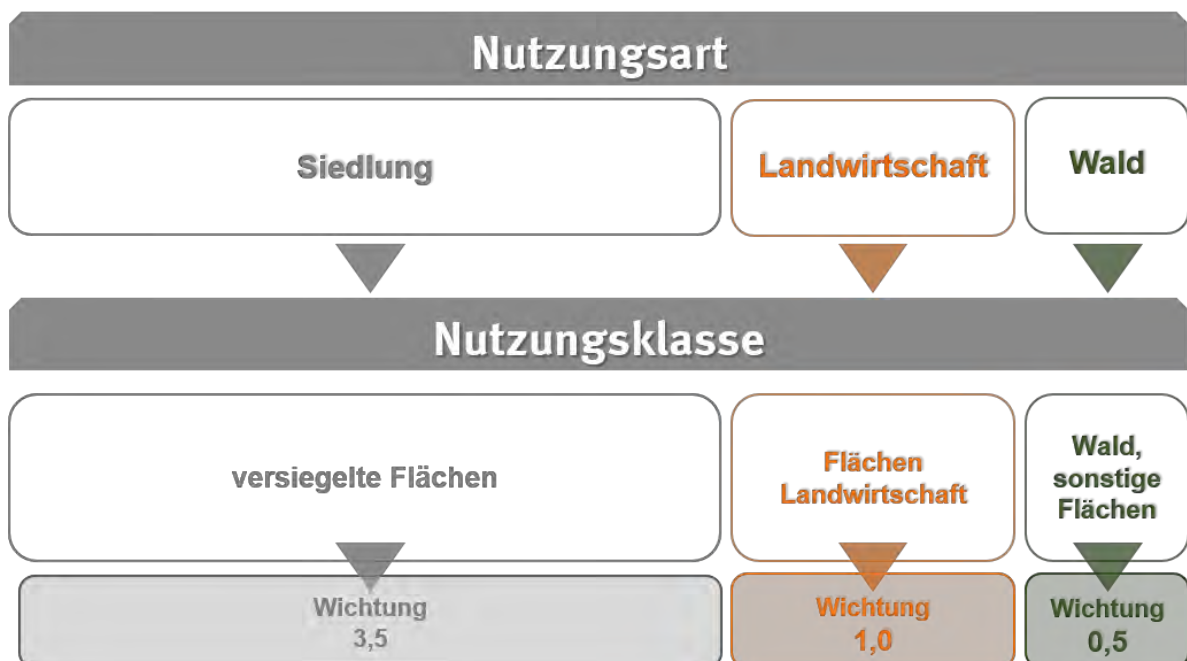 Nutzungsart
Siedlung
Landwirtschaft
Wald
Nutzungsklasse
versiegelte Flächen
Flächen
Landwirtschaft
Wald,
sonstige
Flächen
Wichtung
3,5
Wichtung
1,0
Wichtung
0,5